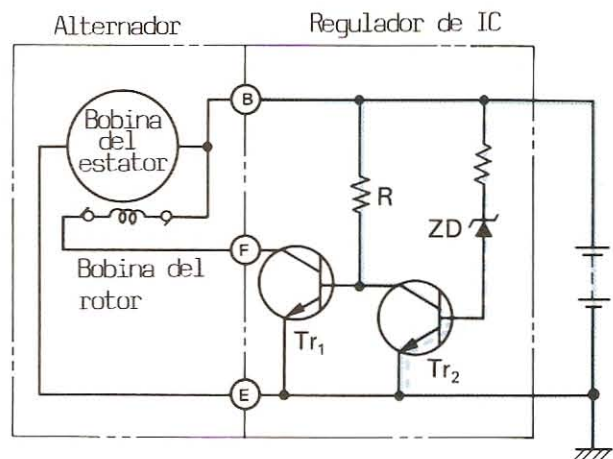 Alternador
Regulador de IC
B
Bobina
del
estator
R
ZD
F
Bobina del
rotor
Tr₁
Tr₂
E